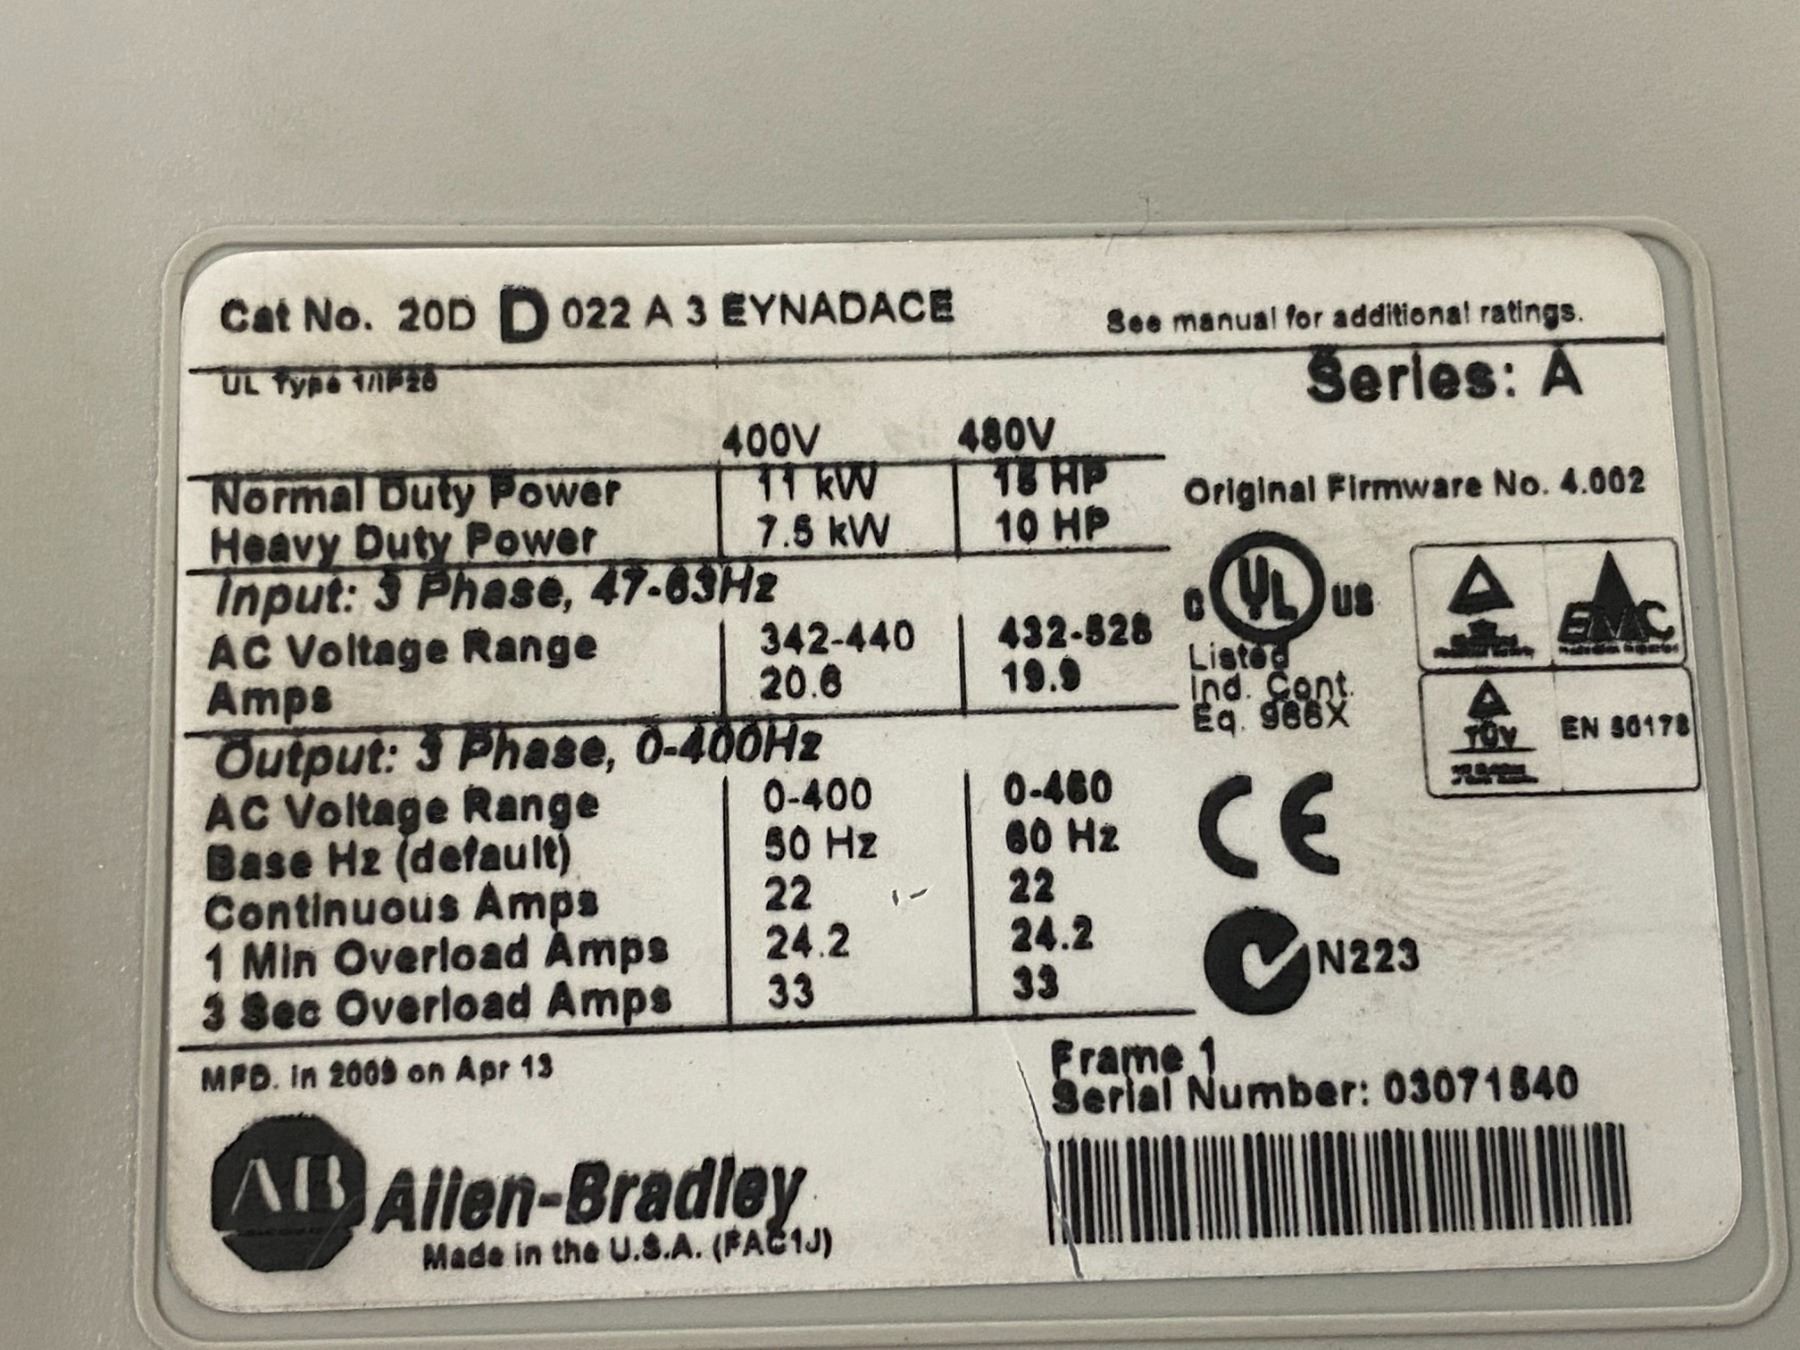 Cat No. 20D D 022 A 3 EYNADACE
See manual for additional ratings.
UL Type 1/IP20
Series: A
400V 480V
Normal Duty Power 11 kW 15 HP
Heavy Duty Power 7.5 kW 10 HP
Original Firmware No. 4.002
Input: 3 Phase, 47-63Hz
AC Voltage Range 342-440 432-528
Amps 20.6 19.9
C UL US
Listed
Ind. Cont.
Eq. 966X
EMC
TÜV
EN 50178
Output: 3 Phase, 0-400Hz
AC Voltage Range 0-400 0-460
Base Hz (default) 50 Hz 60 Hz
Continuous Amps 22 22
1 Min Overload Amps 24.2 24.2
3 Sec Overload Amps 33 33
CE
N223
MFD. in 2009 on Apr 13
Frame 1
Serial Number: 03071540
AB Allen-Bradley
Made in the U.S.A. (FAC1J)